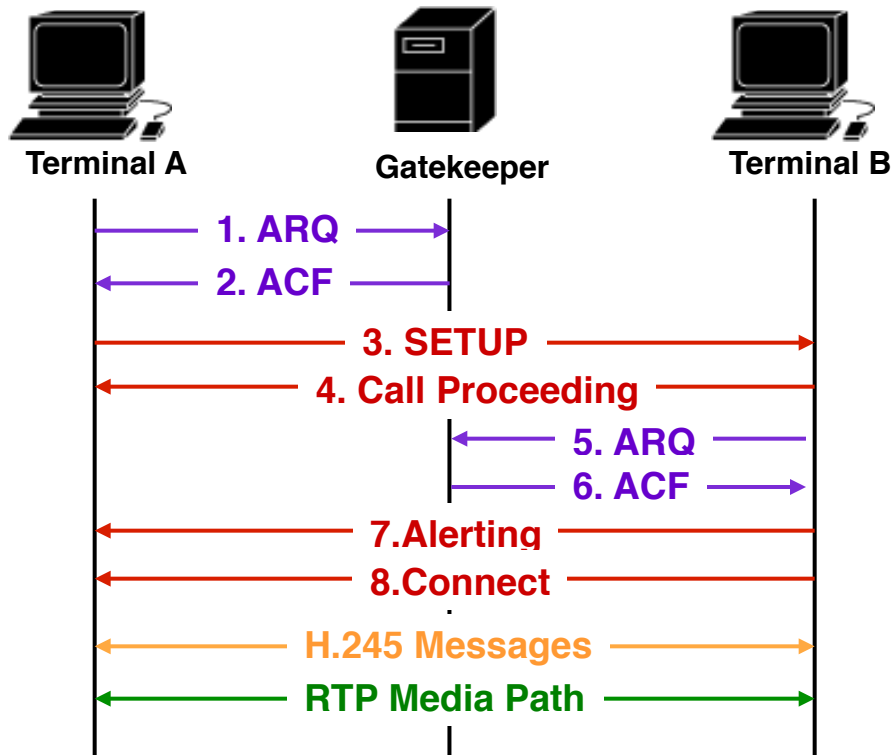 Terminal A
Gatekeeper
Terminal B
1. ARQ
2. ACF
3. SETUP
4. Call Proceeding
5. ARQ
6. ACF
7.Alerting
8.Connect
H.245 Messages
RTP Media Path